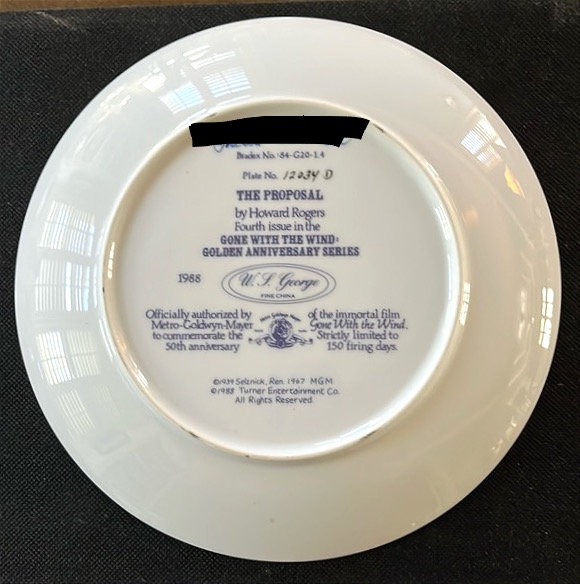 Bradex No. 84-G20-1.4
Plate No. 12034 D
THE PROPOSAL
by Howard Rogers
Fourth issue in the
GONE WITH THE WIND:
GOLDEN ANNIVERSARY SERIES
1988
W. S. George
FINE CHINA
Officially authorized by
Metro-Goldwyn-Mayer
to commemorate the
50th anniversary
of the immortal film
Gone With the Wind.
Strictly limited to
150 firing days.
©1939 Selznick, Ren. 1967 MGM
©1988 Turner Entertainment Co.
All Rights Reserved